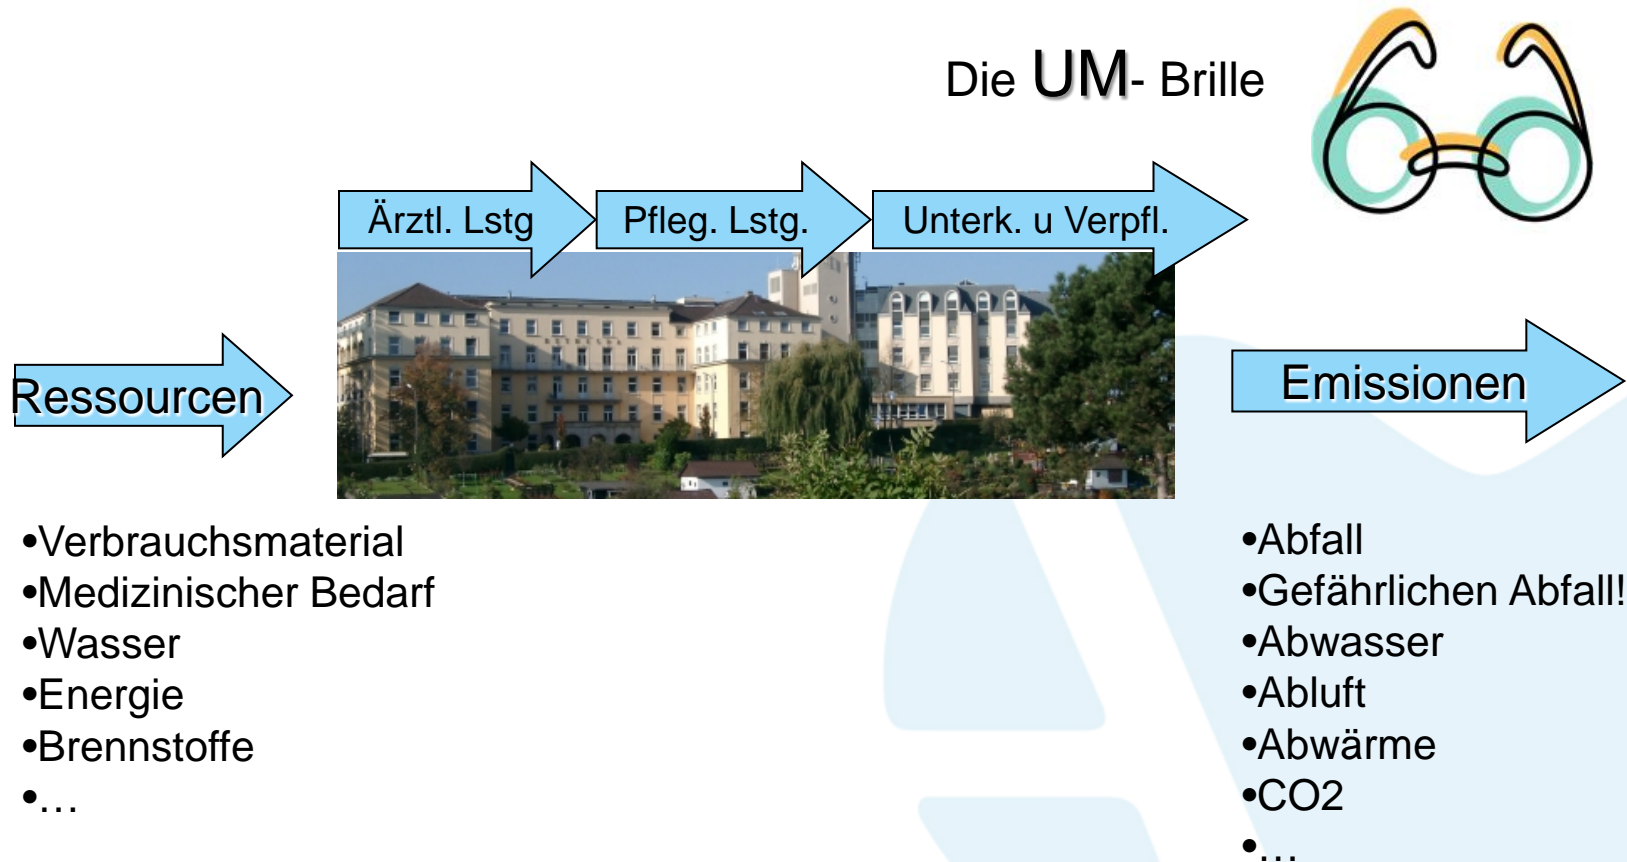 Die UM- Brille
Ärztl. Lstg
Pfleg. Lstg.
Unterk. u Verpfl.
Ressourcen
Emissionen
•Verbrauchsmaterial
•Medizinischer Bedarf
•Wasser
•Energie
•Brennstoffe
•…
•Abfall
•Gefährlichen Abfall!
•Abwasser
•Abluft
•Abwärme
•CO2
•…